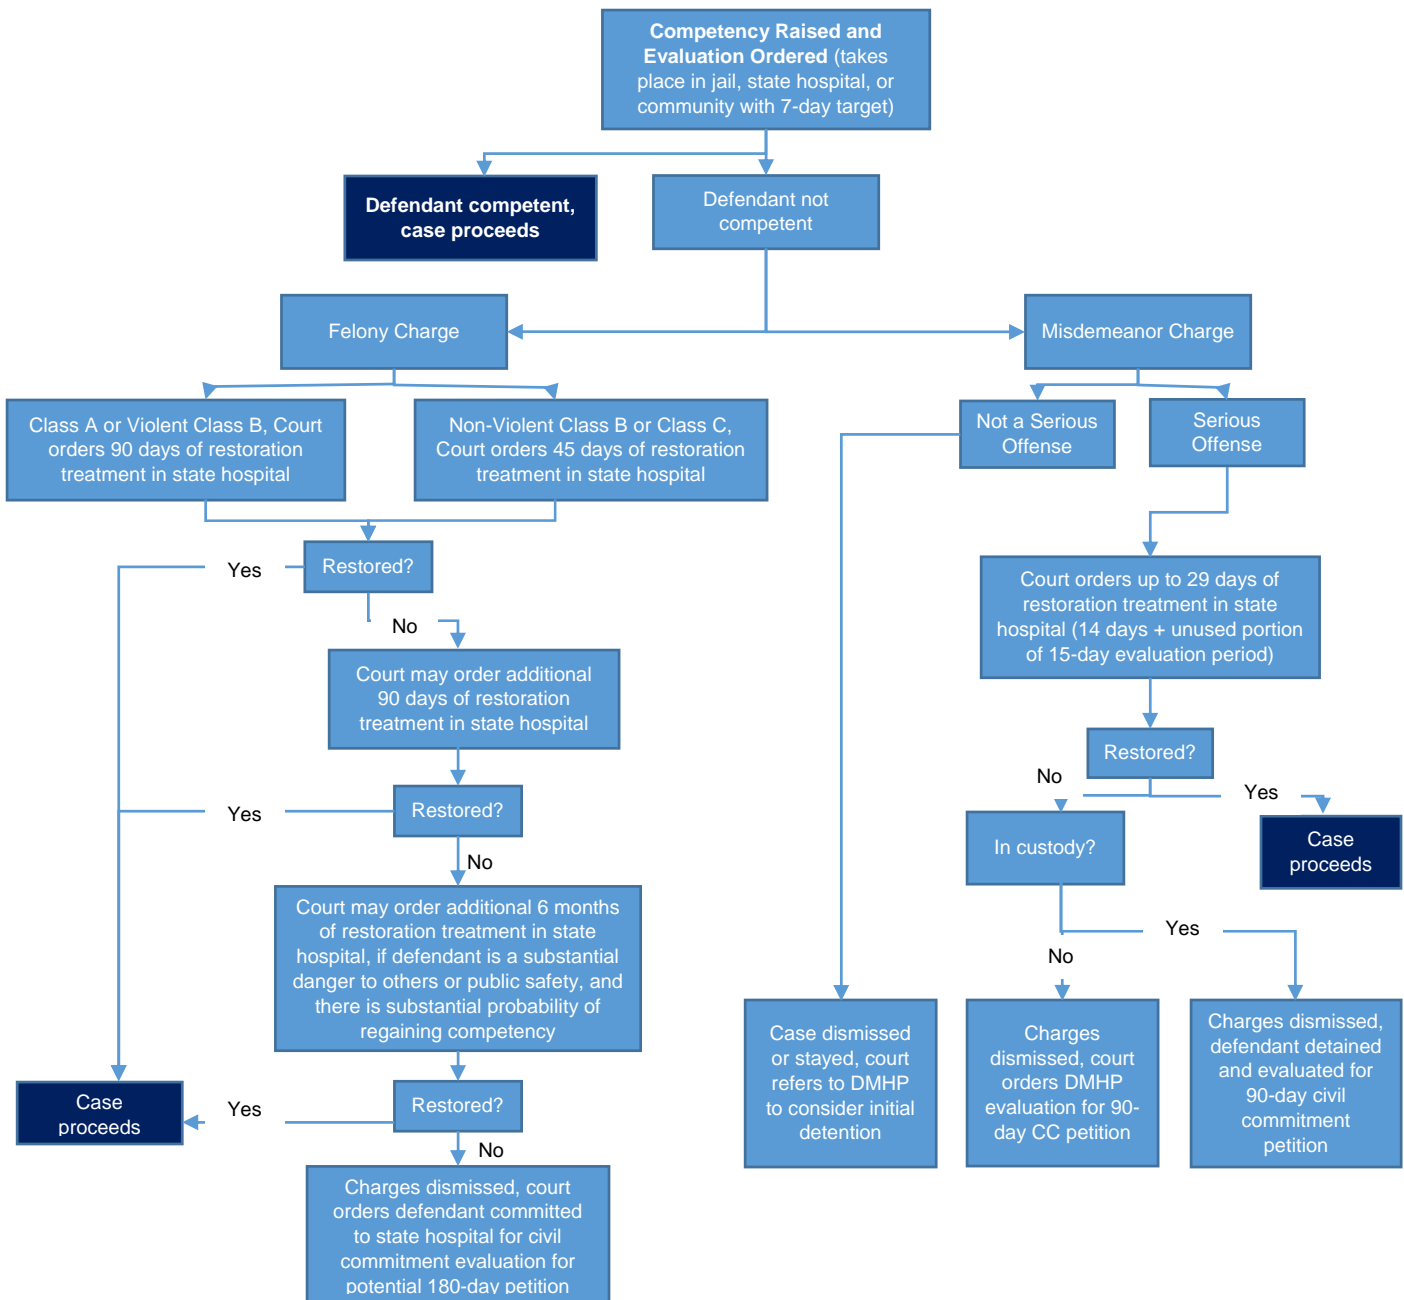 Competency Raised and
Evaluation Ordered (takes
place in jail, state hospital, or
community with 7-day target)
Defendant competent,
case proceeds
Defendant not
competent
Felony Charge
Misdemeanor Charge
Class A or Violent Class B, Court
orders 90 days of restoration
treatment in state hospital
Non-Violent Class B or Class C,
Court orders 45 days of restoration
treatment in state hospital
Not a Serious
Offense
Serious
Offense
Restored?
Yes
No
Court may order additional
90 days of restoration
treatment in state hospital
Restored?
Yes
No
Court may order additional 6 months
of restoration treatment in state
hospital, if defendant is a substantial
danger to others or public safety, and
there is substantial probability of
regaining competency
Restored?
Yes
No
Case
proceeds
Charges dismissed, court
orders defendant committed
to state hospital for civil
commitment evaluation for
potential 180-day petition
Court orders up to 29 days of
restoration treatment in state
hospital (14 days + unused portion
of 15-day evaluation period)
Restored?
No
Yes
In custody?
Case
proceeds
Yes
No
Case dismissed
or stayed, court
refers to DMHP
to consider initial
detention
Charges
dismissed, court
orders DMHP
evaluation for 90-
day CC petition
Charges dismissed,
defendant detained
and evaluated for
90-day civil
commitment
petition